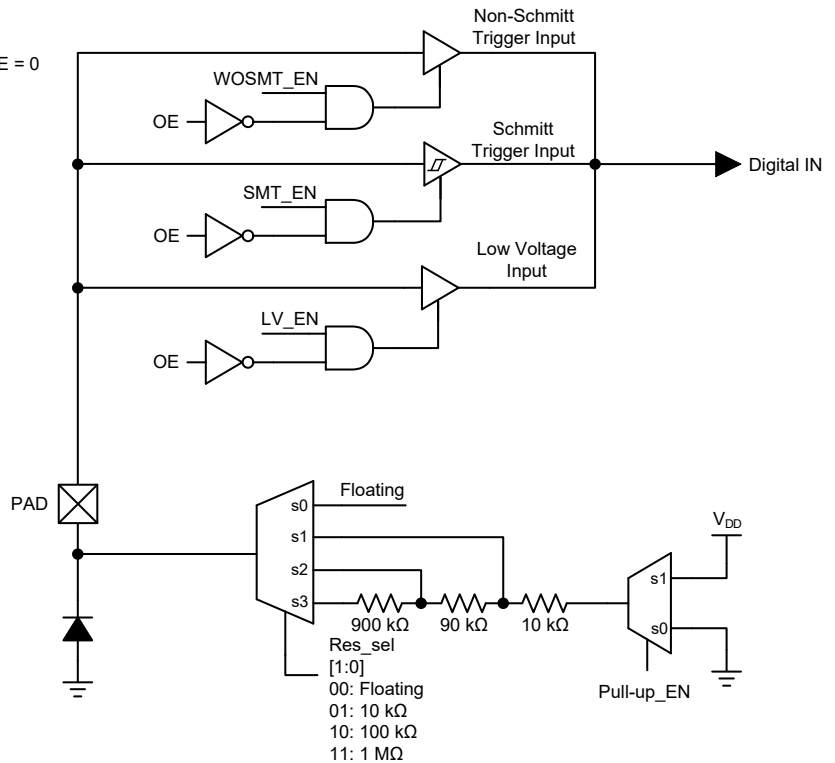 Non-Schmitt
Trigger Input
E = 0
WOSMT_EN
OE
Schmitt
Trigger Input
Digital IN
SMT_EN
OE
Low Voltage
Input
LV_EN
OE
PAD
Floating
s0
s1
s2
s3
900 kΩ
90 kΩ
10 kΩ
VDD
s1
s0
Pull-up_EN
Res_sel
[1:0]
00: Floating
01: 10 kΩ
10: 100 kΩ
11: 1 MΩ